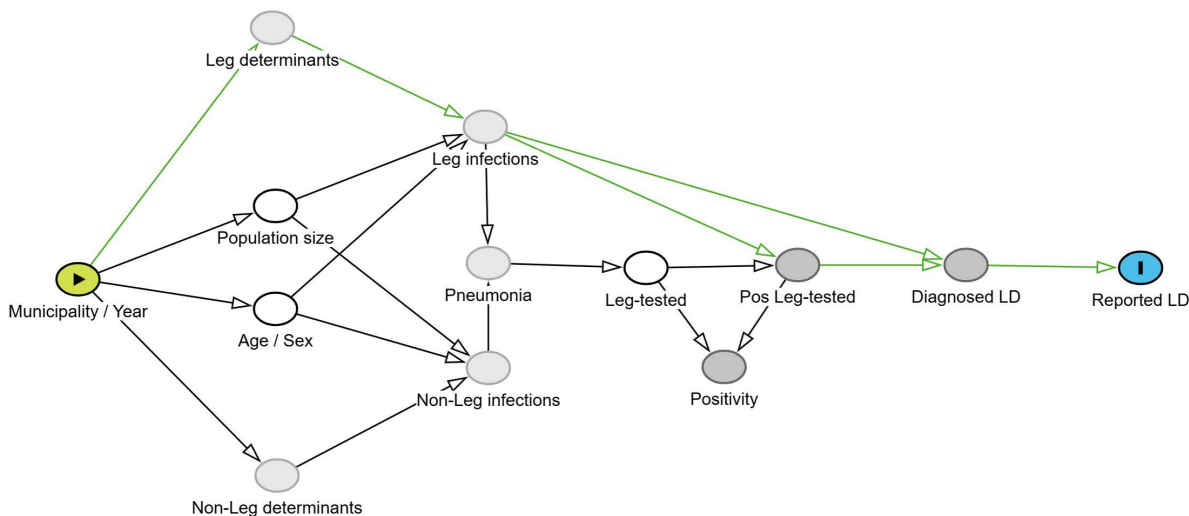 Leg determinants
Leg infections
Population size
Municipality / Year
Age / Sex
Pneumonia
Leg-tested
Pos Leg-tested
Diagnosed LD
Reported LD
Non-Leg infections
Positivity
Non-Leg determinants